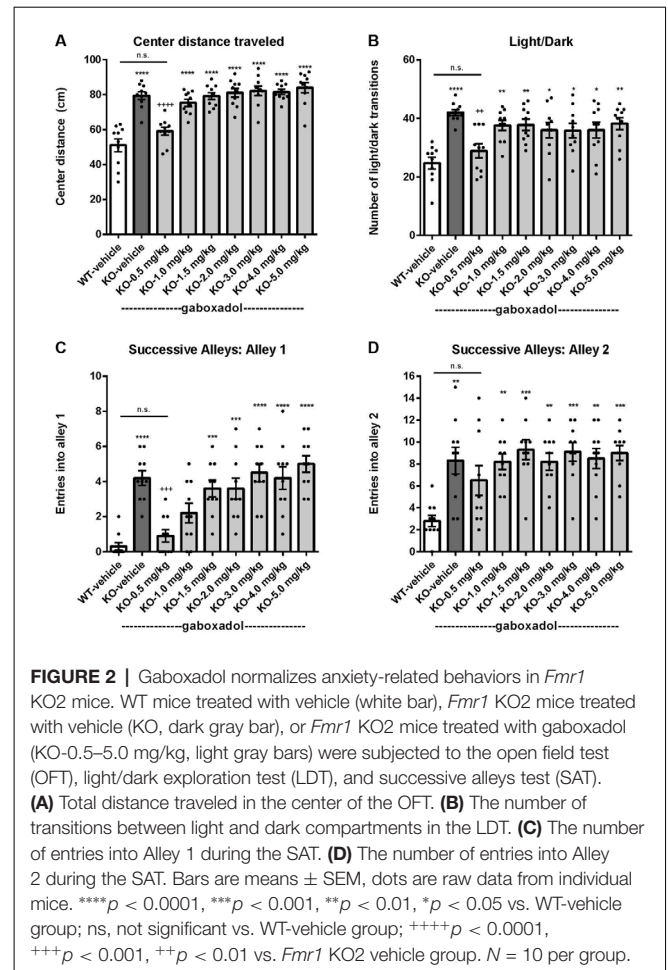 A
Center distance traveled
n.s.
**** ++++ **** **** **** **** **** ****
Center distance (cm)
100
80
60
40
20
0
WT-vehicle
KO-vehicle
KO-0.5 mg/kg
KO-1.0 mg/kg
KO-1.5 mg/kg
KO-2.0 mg/kg
KO-3.0 mg/kg
KO-4.0 mg/kg
KO-5.0 mg/kg
---------------gaboxadol---------------
B
Light/Dark
n.s.
**** ++ ** ** * * * **
Number of light/dark transitions
60
40
20
0
WT-vehicle
KO-vehicle
KO-0.5 mg/kg
KO-1.0 mg/kg
KO-1.5 mg/kg
KO-2.0 mg/kg
KO-3.0 mg/kg
KO-4.0 mg/kg
KO-5.0 mg/kg
---------------gaboxadol---------------
C
Successive Alleys: Alley 1
n.s.
**** +++ *** *** **** **** ****
Entries into alley 1
10
8
6
4
2
0
WT-vehicle
KO-vehicle
KO-0.5 mg/kg
KO-1.0 mg/kg
KO-1.5 mg/kg
KO-2.0 mg/kg
KO-3.0 mg/kg
KO-4.0 mg/kg
KO-5.0 mg/kg
---------------gaboxadol---------------
D
Successive Alleys: Alley 2
n.s.
** ** *** ** *** ** ***
Entries into alley 2
16
14
12
10
8
6
4
2
0
WT-vehicle
KO-vehicle
KO-0.5 mg/kg
KO-1.0 mg/kg
KO-1.5 mg/kg
KO-2.0 mg/kg
KO-3.0 mg/kg
KO-4.0 mg/kg
KO-5.0 mg/kg
---------------gaboxadol---------------
FIGURE 2 | Gaboxadol normalizes anxiety-related behaviors in Fmr1
KO2 mice. WT mice treated with vehicle (white bar), Fmr1 KO2 mice treated
with vehicle (KO, dark gray bar), or Fmr1 KO2 mice treated with gaboxadol
(KO-0.5–5.0 mg/kg, light gray bars) were subjected to the open field test
(OFT), light/dark exploration test (LDT), and successive alleys test (SAT).
(A) Total distance traveled in the center of the OFT. (B) The number of
transitions between light and dark compartments in the LDT. (C) The number
of entries into Alley 1 during the SAT. (D) The number of entries into Alley
2 during the SAT. Bars are means ± SEM, dots are raw data from individual
mice. ****p < 0.0001, ***p < 0.001, **p < 0.01, *p < 0.05 vs. WT-vehicle
group; ns, not significant vs. WT-vehicle group; ++++p < 0.0001,
+++p < 0.001, ++p < 0.01 vs. Fmr1 KO2 vehicle group. N = 10 per group.